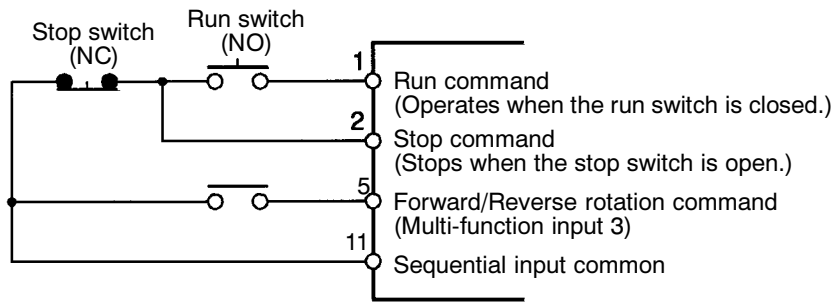 Stop switch
(NC)
Run switch
(NO)
1
Run command
(Operates when the run switch is closed.)
2
Stop command
(Stops when the stop switch is open.)
5
Forward/Reverse rotation command
(Multi-function input 3)
11
Sequential input common